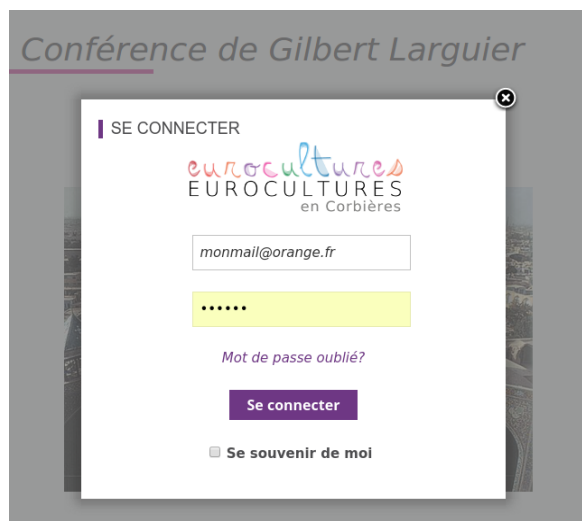 Conférence de Gilbert Larguier
SE CONNECTER
eurocultures
EUROCULTURES
en Corbières
monmail@orange.fr
••••••
Mot de passe oublié?
Se connecter
Se souvenir de moi